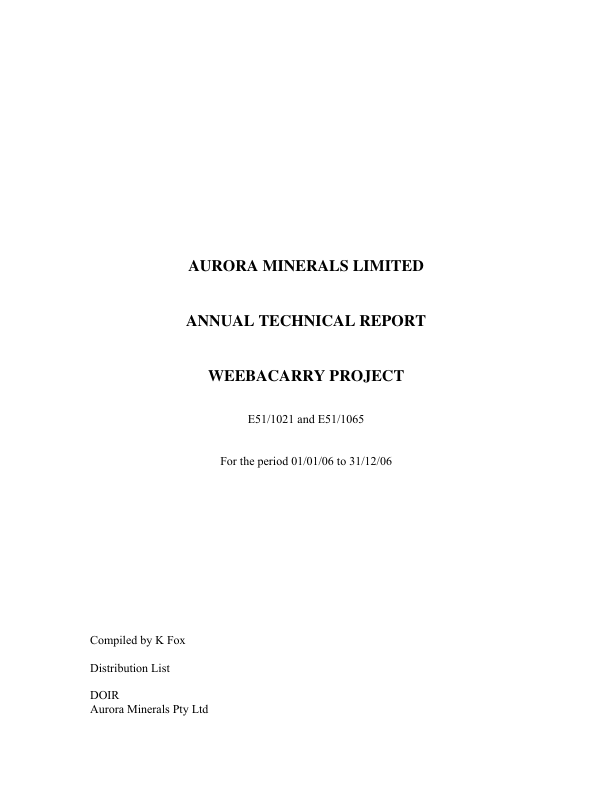 AURORA MINERALS LIMITED
ANNUAL TECHNICAL REPORT
WEEBACARRY PROJECT
E51/1021 and E51/1065
For the period 01/01/06 to 31/12/06
Compiled by K Fox
Distribution List
DOIR
Aurora Minerals Pty Ltd